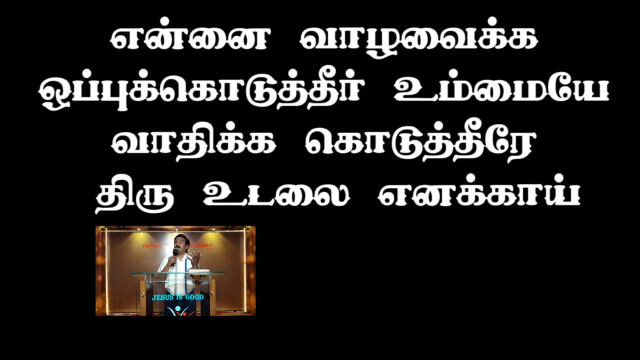 என்னை வாழவைக்க
ஒப்புக்கொடுத்தீர் உம்மையே
வாதிக்க கொடுத்தீரே
திரு உடலை எனக்காய்
JESUS IS GOOD